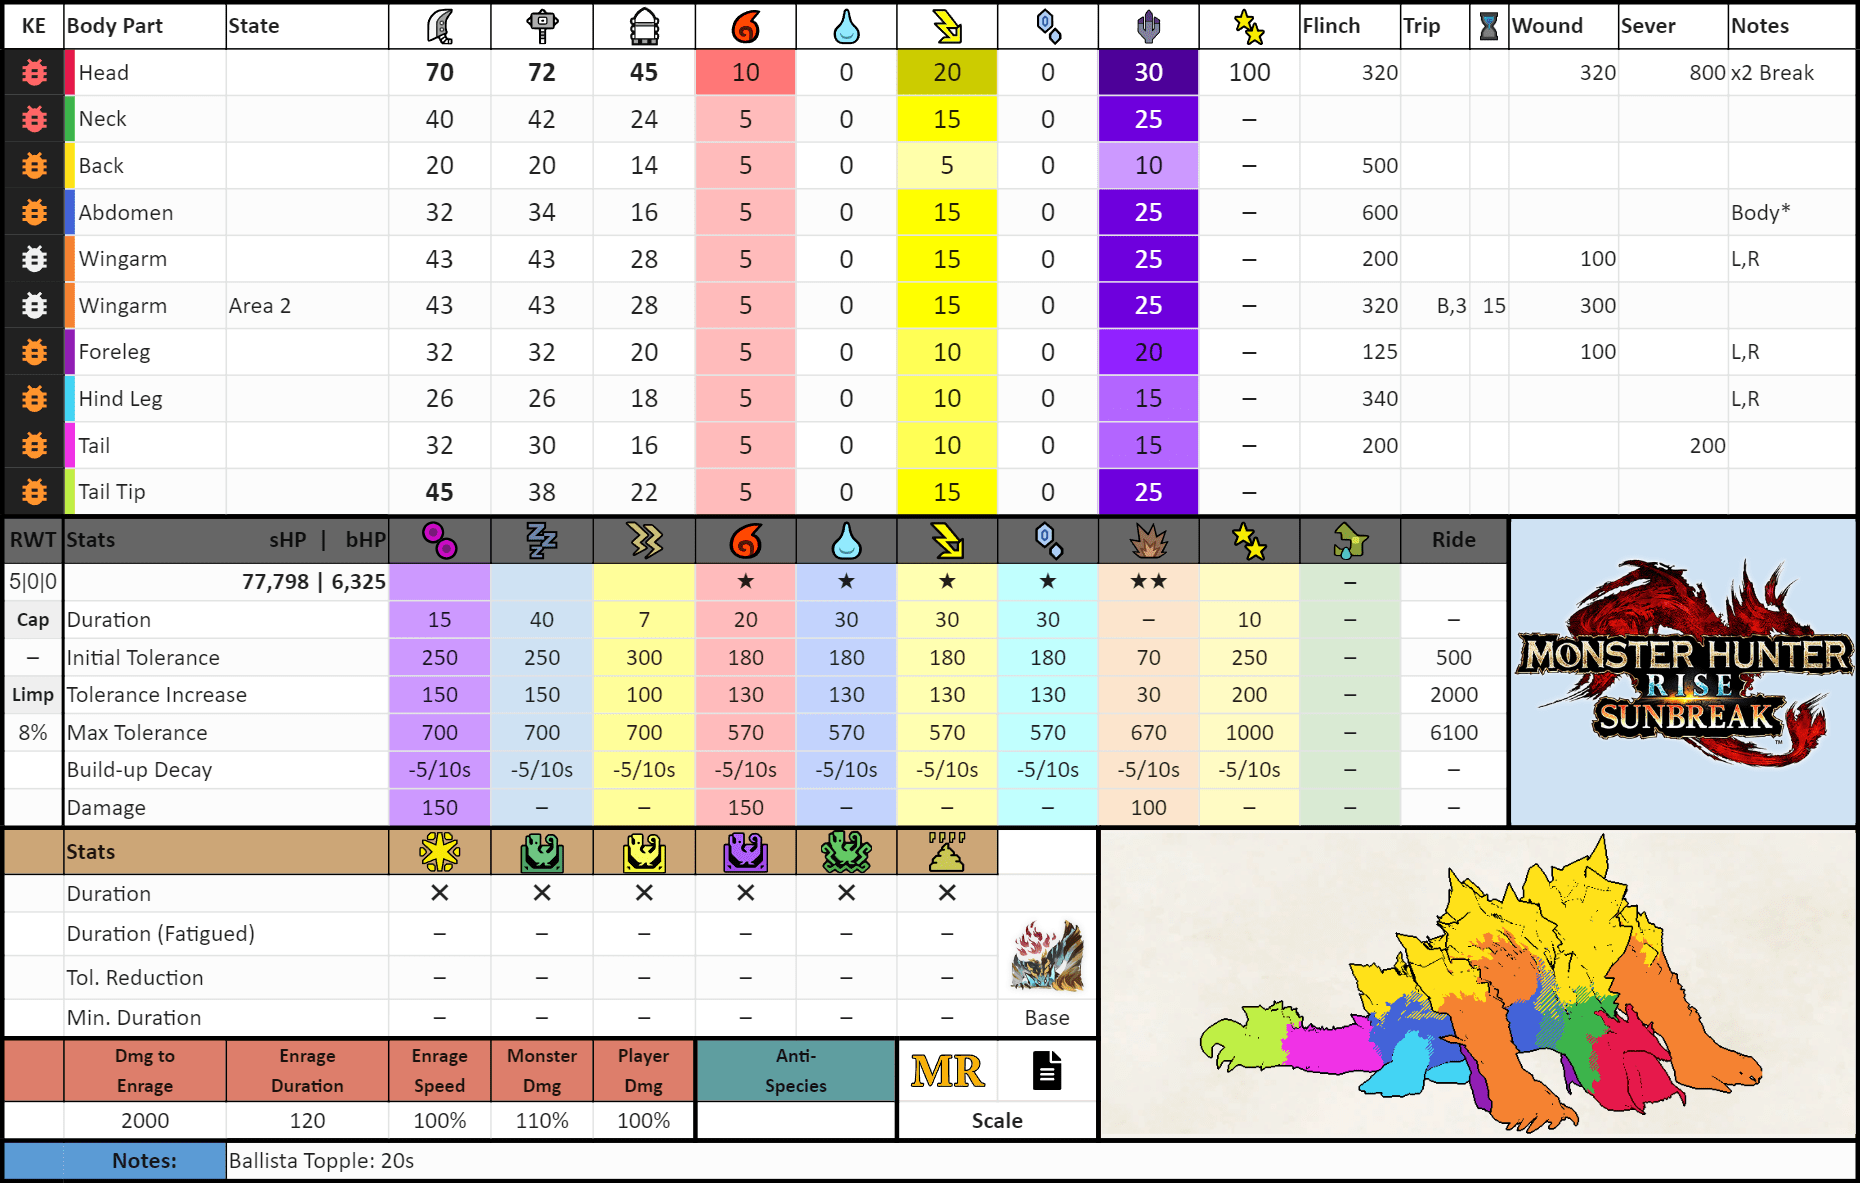 KE Body Part State Flinch Trip Wound Sever Notes
Head 70 72 45 10 0 20 0 30 100 320 320 800 x2 Break
Neck 40 42 24 5 0 15 0 25 –
Back 20 20 14 5 0 5 0 10 – 500
Abdomen 32 34 16 5 0 15 0 25 – 600 Body*
Wingarm 43 43 28 5 0 15 0 25 – 200 100 L,R
Wingarm Area 2 43 43 28 5 0 15 0 25 – 320 B,3 15 300
Foreleg 32 32 20 5 0 10 0 20 – 125 100 L,R
Hind Leg 26 26 18 5 0 10 0 15 – 340 L,R
Tail 32 30 16 5 0 10 0 15 – 200 200
Tail Tip 45 38 22 5 0 15 0 25 –
RWT Stats sHP | bHP Ride
5|0|0 77,798 | 6,325 ★ ★ ★ ★ ★★ –
Cap Duration 15 40 7 20 30 30 30 – 10 – –
– Initial Tolerance 250 250 300 180 180 180 180 70 250 – 500
Limp Tolerance Increase 150 150 100 130 130 130 130 30 200 – 2000
8% Max Tolerance 700 700 700 570 570 570 570 670 1000 – 6100
Build-up Decay -5/10s -5/10s -5/10s -5/10s -5/10s -5/10s -5/10s -5/10s -5/10s – –
Damage 150 – – 150 – – – 100 – – –
MONSTER HUNTER
RISE
SUNBREAK
™
Stats
Duration ✕ ✕ ✕ ✕ ✕ ✕
Duration (Fatigued) – – – – – –
Tol. Reduction – – – – – –
Min. Duration – – – – – – Base
Dmg to Enrage Enrage Monster Player Anti-
Enrage Duration Speed Dmg Dmg Species
MR
2000 120 100% 110% 100% Scale
Notes: Ballista Topple: 20s